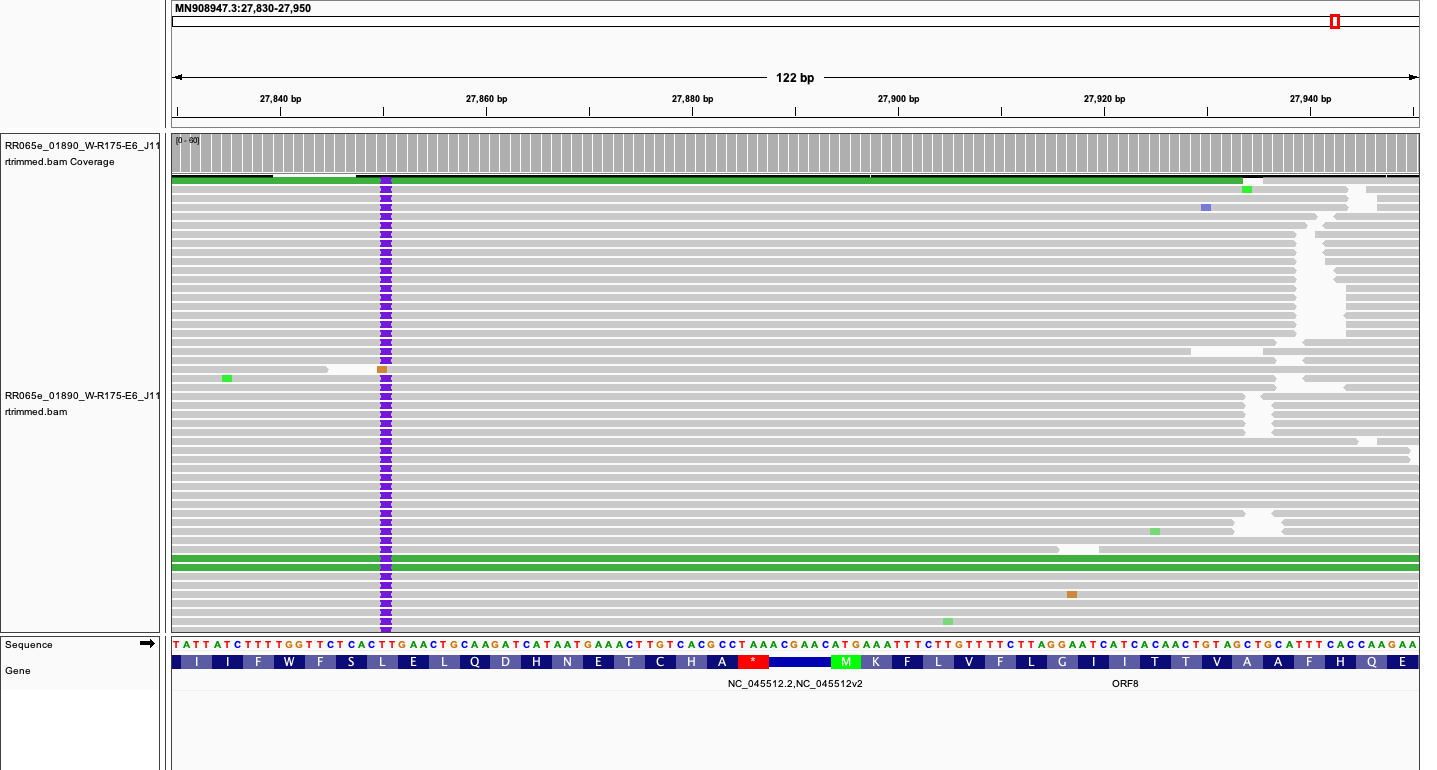 MN908947.3:27,830-27,950
122 bp
27,840 bp 27,860 bp 27,880 bp 27,900 bp 27,920 bp 27,940 bp
RR065e_01890_W-R175-E6_J11
rtrimmed.bam Coverage
[0 - 60]
RR065e_01890_W-R175-E6_J11
rtrimmed.bam
Sequence
TATTATCTTTTGGTTCTCACTTGAACTGCAAGATCATAATGAAACTTGTCACGCCTAAACGAACATGAAATTTCTTGTTTTCTTAGGAATCATCACAACTGTAGCTGCATTTCACCAAGAA
Gene
I I F W F S L E L Q D H N E T C H A * M K F L V F L G I I T T V A A F H Q E
NC_045512.2,NC_045512v2 ORF8